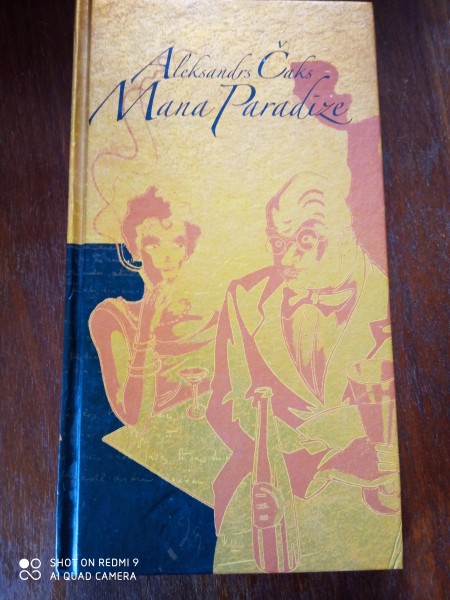 Aleksandrs Čaks
Mana Paradīze
SHOT ON REDMI 9
AI QUAD CAMERA